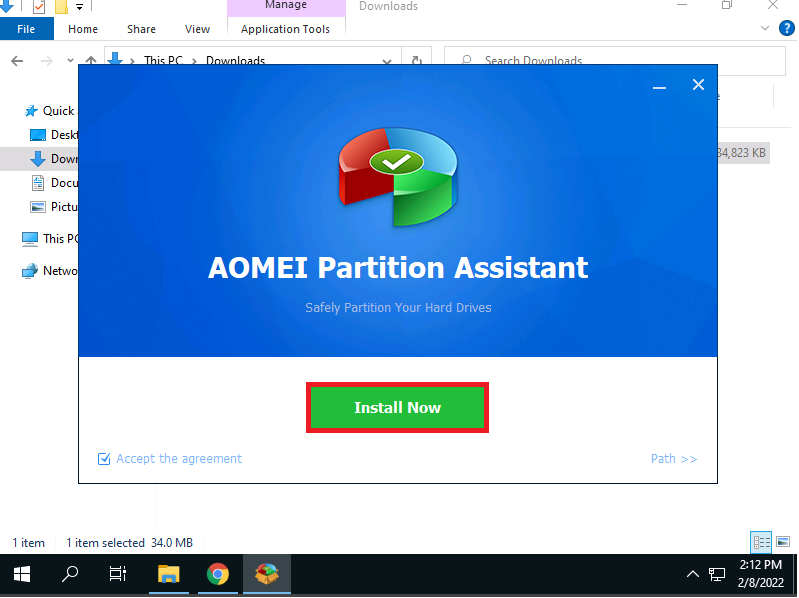 Manage
Downloads
File
Home
Share
View
Application Tools
This PC
Downloads
Search Downloads
Quick
Deskt
Down
Docu
Pictu
This PC
Netwo
34,823 KB
AOMEI Partition Assistant
Safely Partition Your Hard Drives
Install Now
Accept the agreement
Path >>
1 item
1 item selected 34.0 MB
2:12 PM
2/8/2022